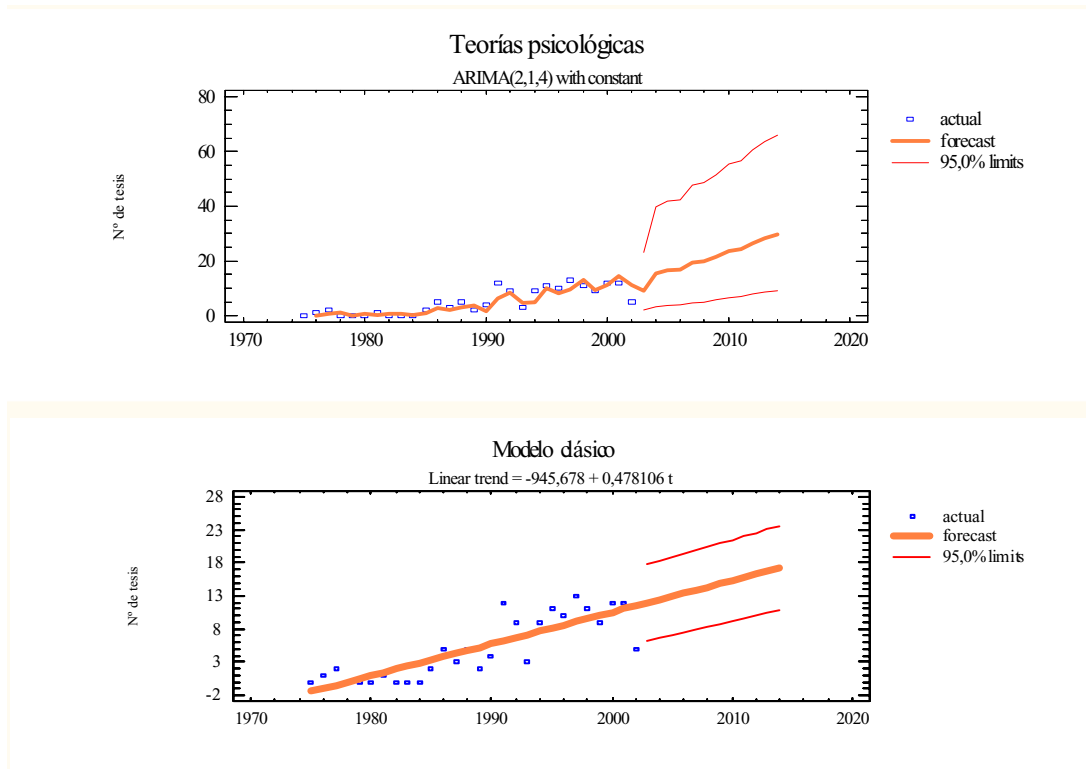 Teorías psicológicas
ARIMA(2,1,4) with constant
80
60
40
20
0
1970 1980 1990 2000 2010 2020
Nº de tesis
actual
forecast
95,0% limits
Modelo clásico
Linear trend = -945,678 + 0,478106 t
28
23
18
13
8
3
-2
1970 1980 1990 2000 2010 2020
Nº de tesis
actual
forecast
95,0% limits